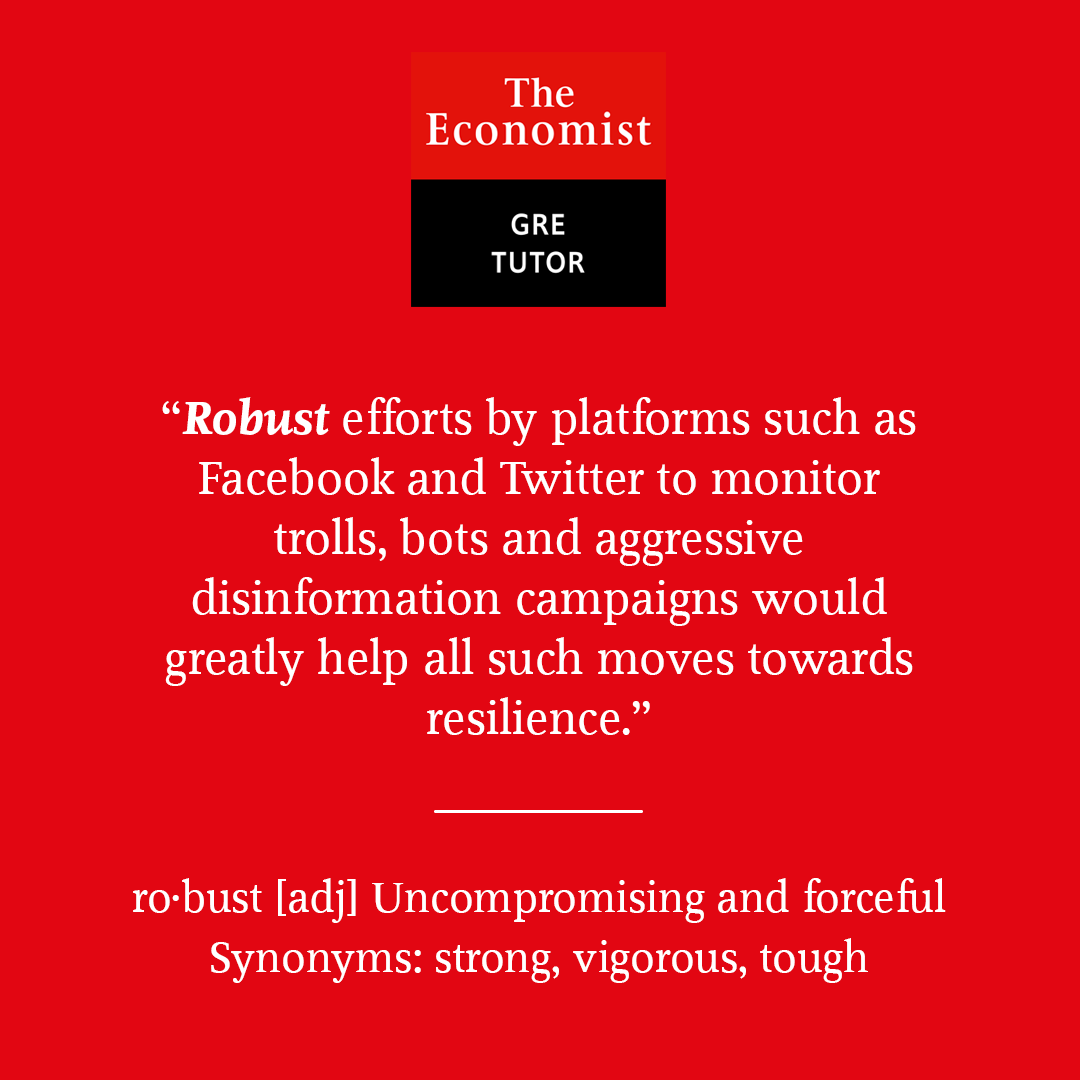 The
Economist
GRE
TUTOR
“Robust efforts by platforms such as
Facebook and Twitter to monitor
trolls, bots and aggressive
disinformation campaigns would
greatly help all such moves towards
resilience.”
ro·bust [adj] Uncompromising and forceful
Synonyms: strong, vigorous, tough